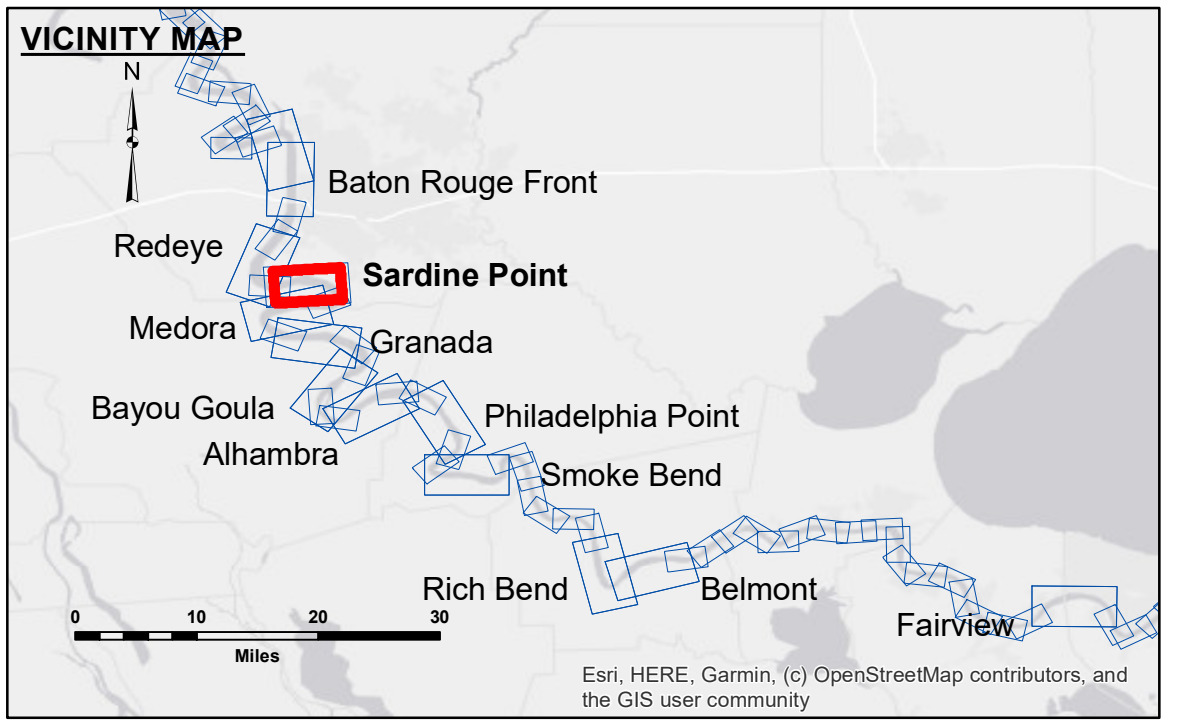 VICINITY MAP
N
Baton Rouge Front
Redeye
Sardine Point
Medora
Granada
Bayou Goula
Philadelphia Point
Alhambra
Smoke Bend
Rich Bend
Belmont
Fairview
0 10 20 30
Miles
Esri, HERE, Garmin, (c) OpenStreetMap contributors, and
the GIS user community